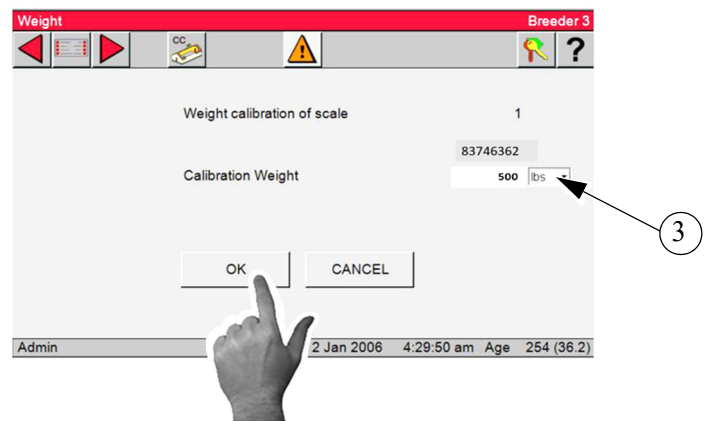 Weight Breeder 3
CC ?
Weight calibration of scale 1
83746362
Calibration Weight 500 lbs
3
OK CANCEL
Admin 2 Jan 2006 4:29:50 am Age 254 (36.2)